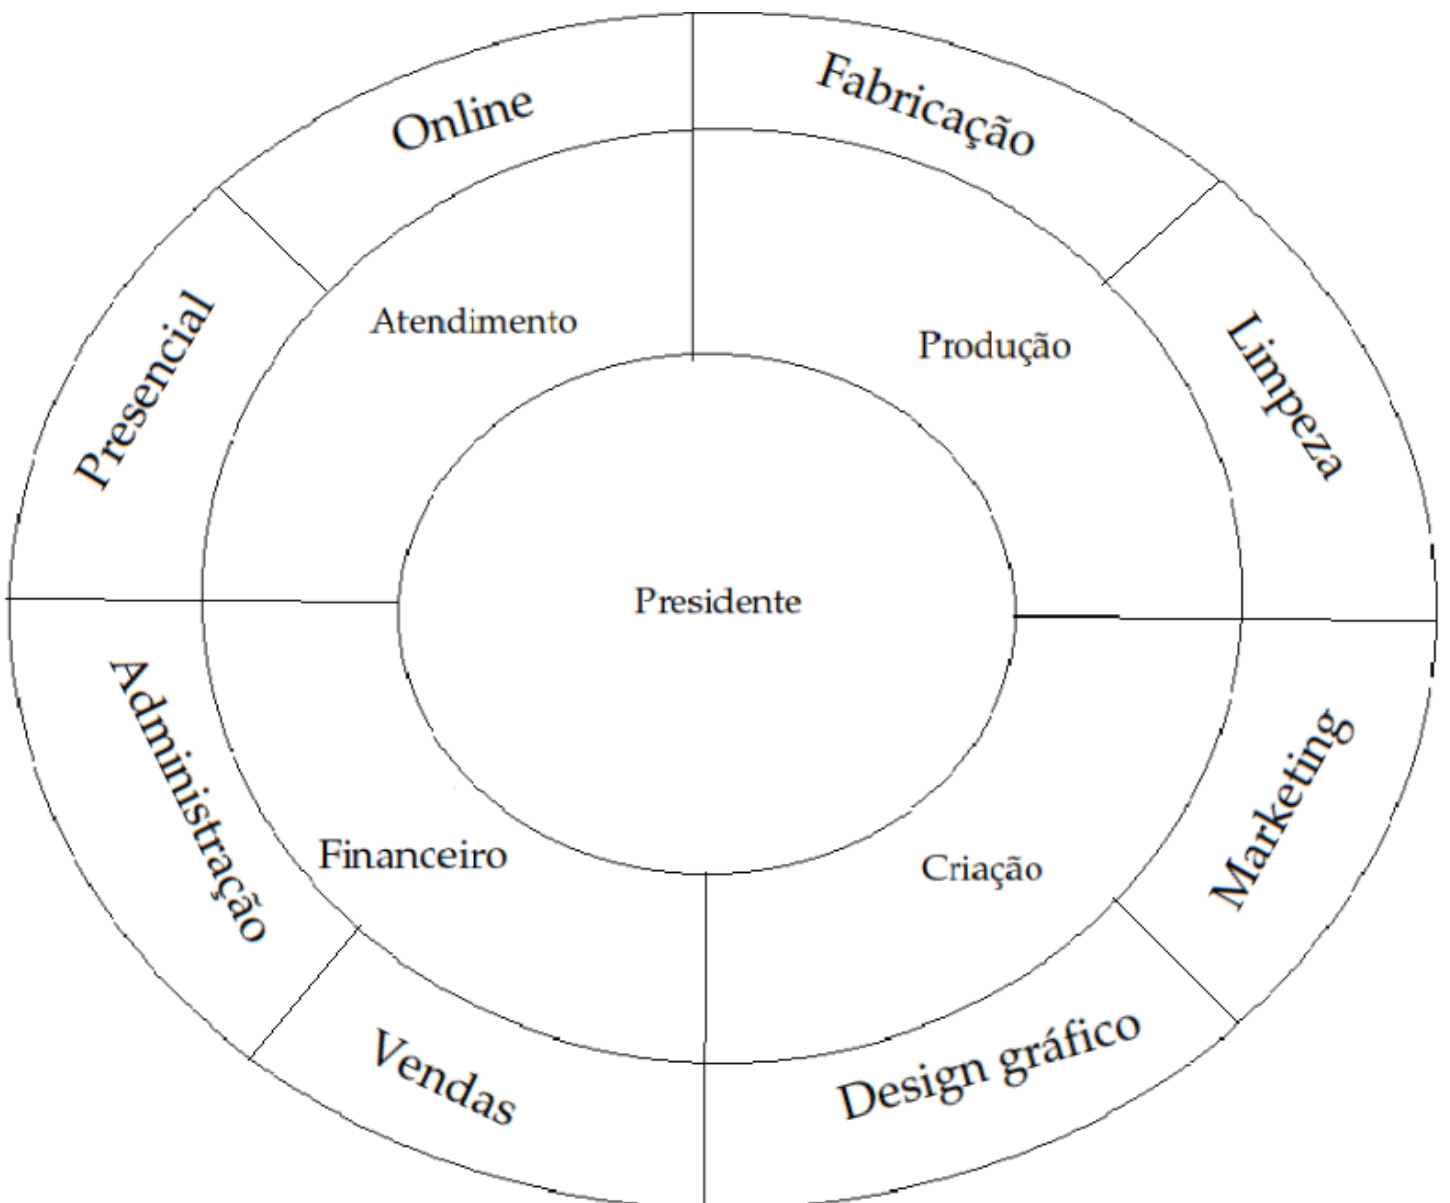 Online
Fabricação
Presencial
Atendimento
Produção
Limpeza
Presidente
Administração
Financeiro
Criação
Marketing
Vendas
Design gráfico